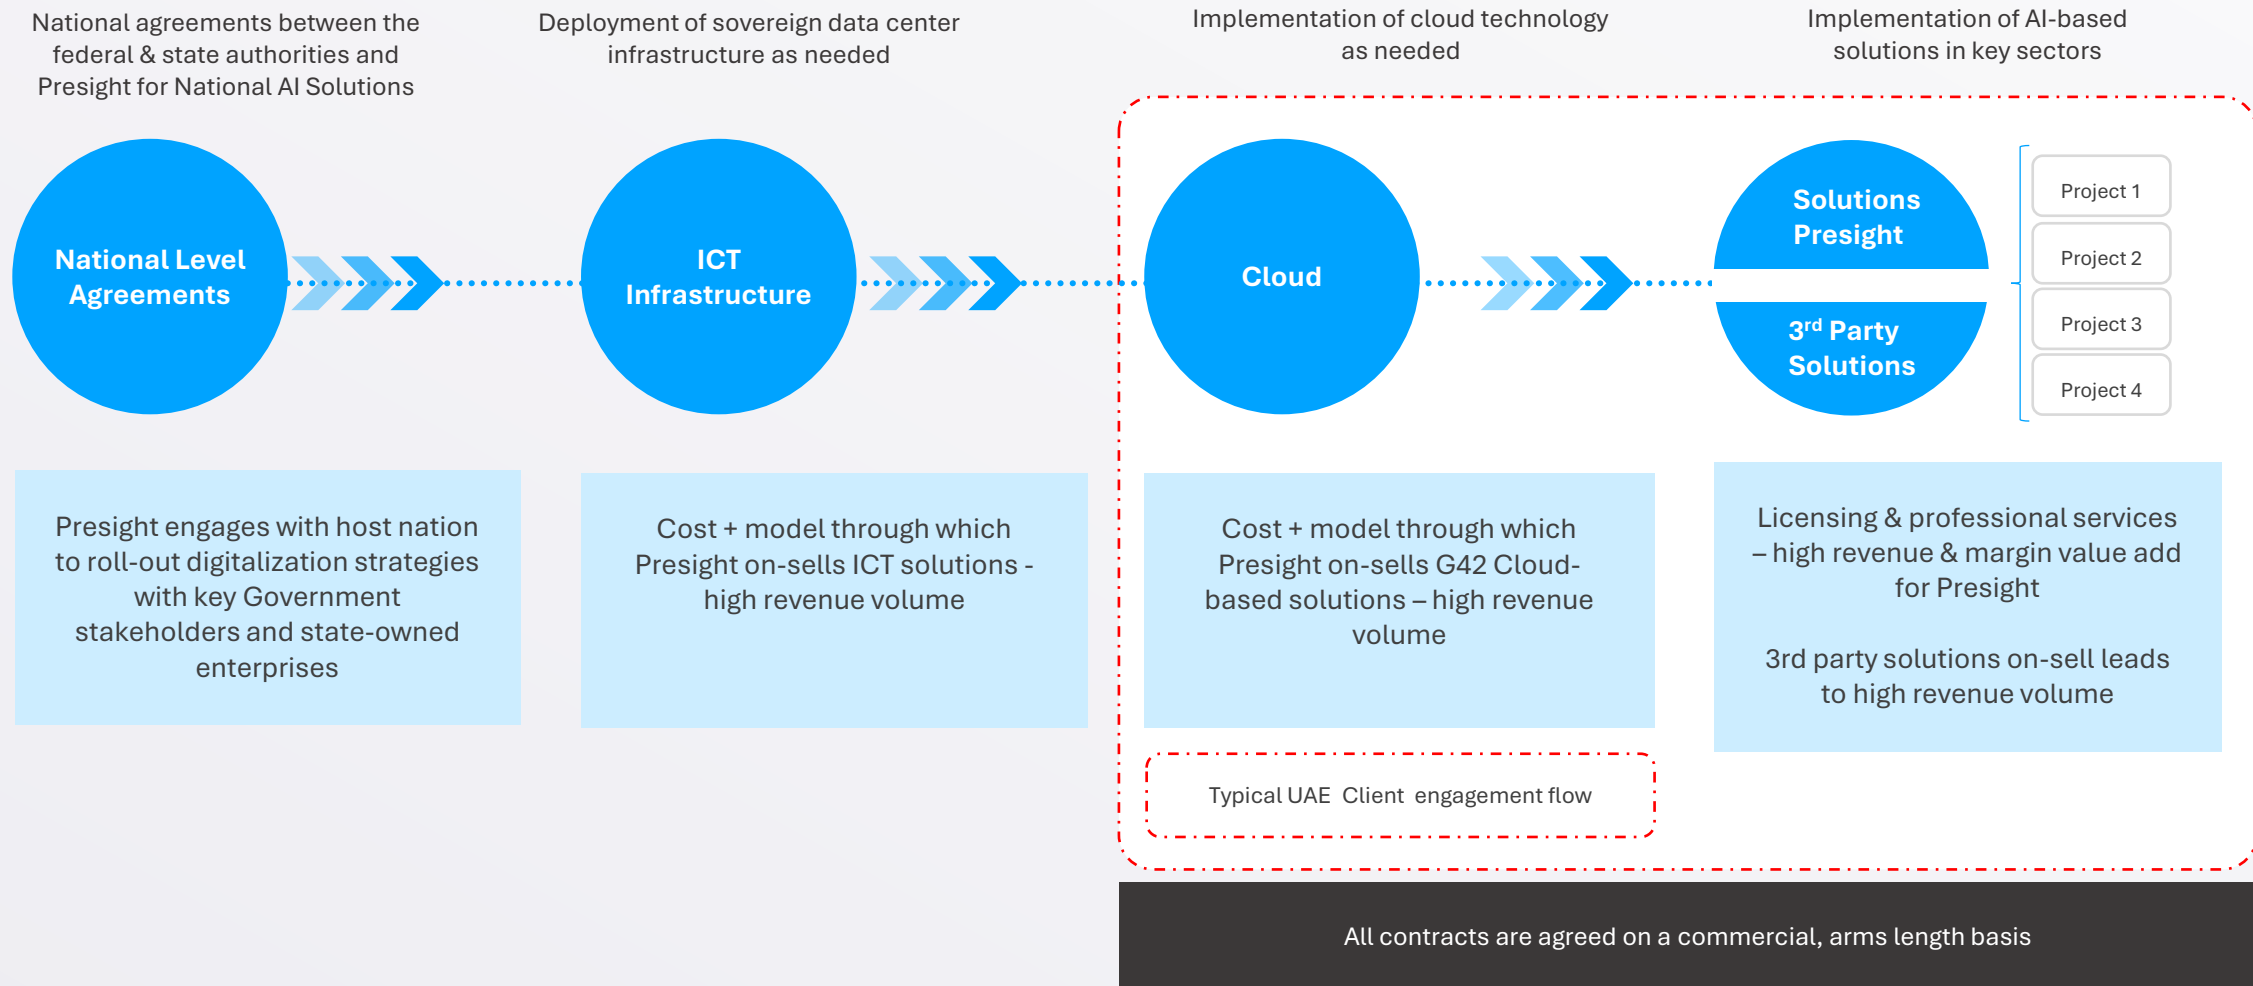 National agreements between the
federal & state authorities and
Presight for National AI Solutions
Deployment of sovereign data center
infrastructure as needed
Implementation of cloud technology
as needed
Implementation of AI-based
solutions in key sectors
National Level
Agreements
ICT
Infrastructure
Cloud
Solutions
Presight
3rd Party
Solutions
Project 1
Project 2
Project 3
Project 4
Presight engages with host nation
to roll-out digitalization strategies
with key Government
stakeholders and state-owned
enterprises
Cost + model through which
Presight on-sells ICT solutions -
high revenue volume
Cost + model through which
Presight on-sells G42 Cloud-
based solutions – high revenue
volume
Licensing & professional services
– high revenue & margin value add
for Presight
3rd party solutions on-sell leads
to high revenue volume
Typical UAE Client engagement flow
All contracts are agreed on a commercial, arms length basis